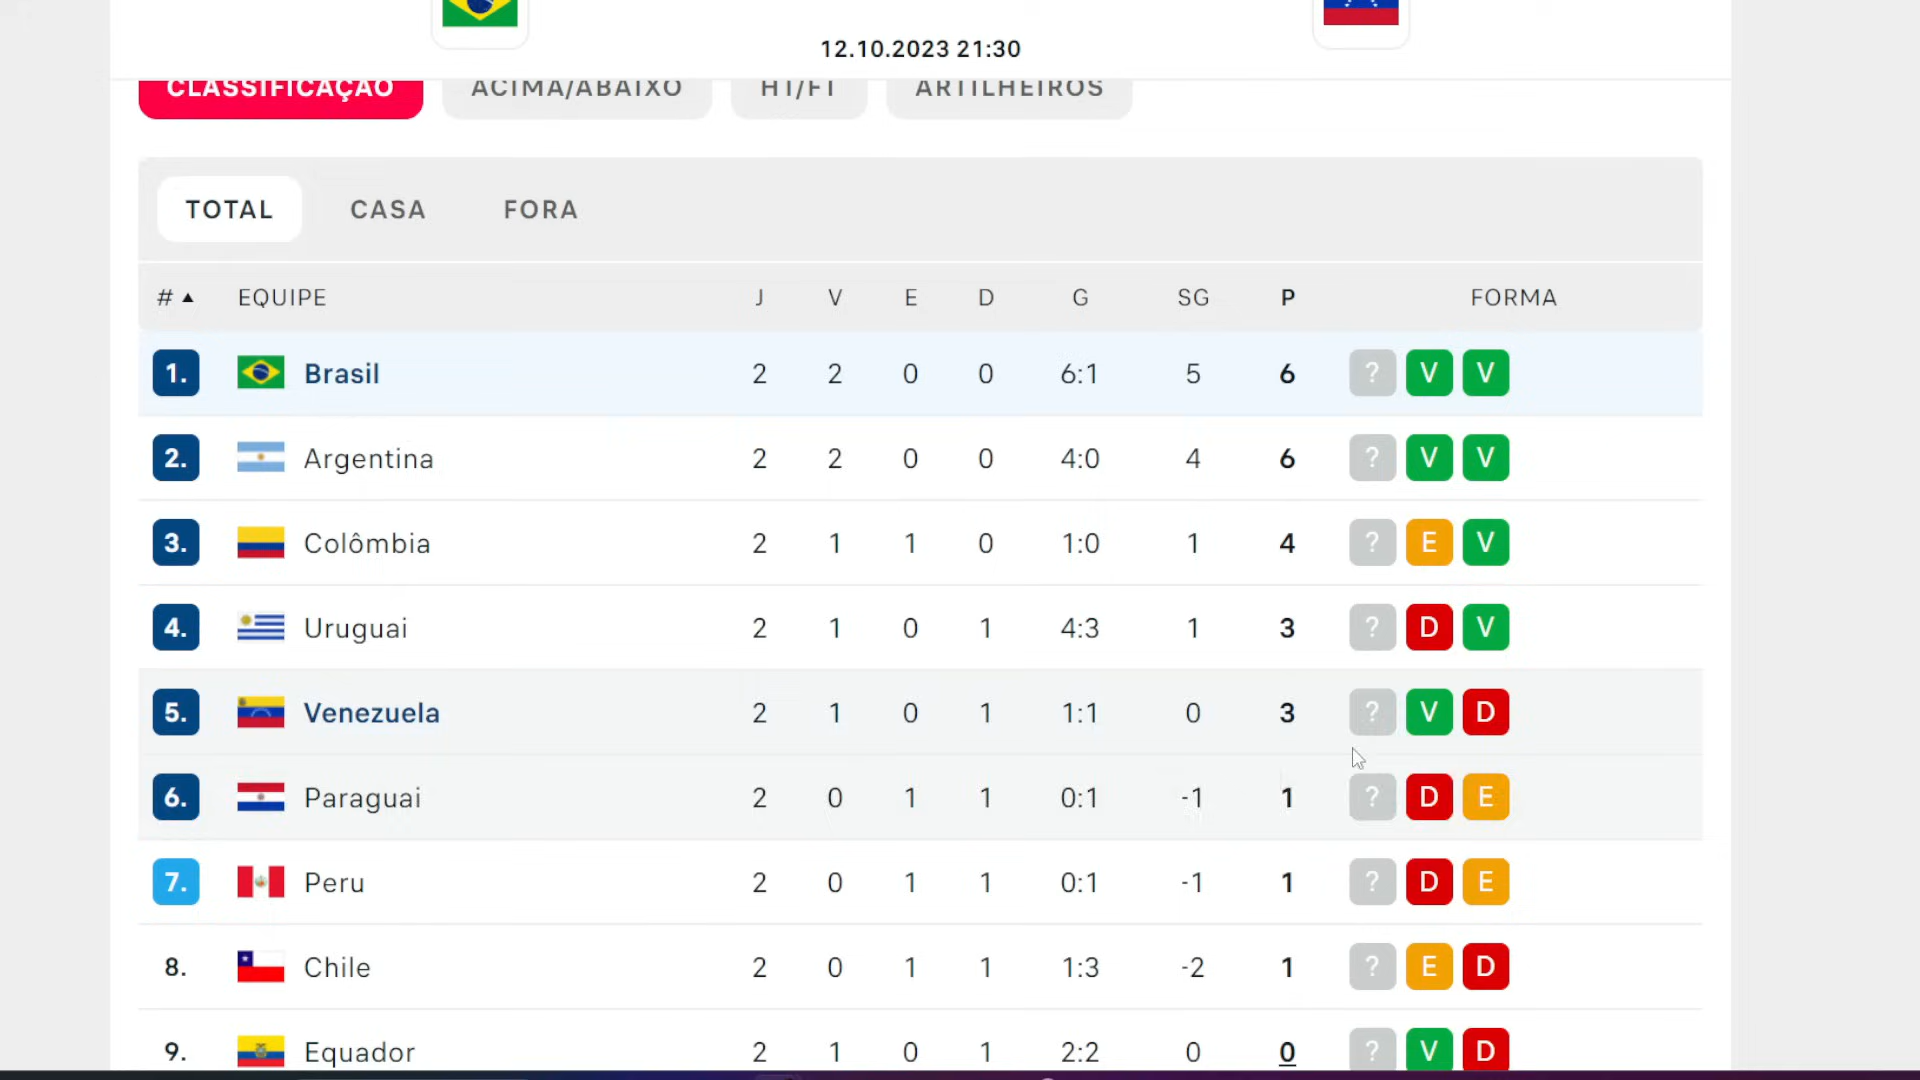 12.10.2023 21:30
CLASSIFICAÇÃO ACIMA/ABAIXO HT/FT ARTILHEIROS
TOTAL CASA FORA
# ▲ EQUIPE J V E D G SG P FORMA
1. Brasil 2 2 0 0 6:1 5 6 ? V V
2. Argentina 2 2 0 0 4:0 4 6 ? V V
3. Colômbia 2 1 1 0 1:0 1 4 ? E V
4. Uruguai 2 1 0 1 4:3 1 3 ? D V
5. Venezuela 2 1 0 1 1:1 0 3 ? V D
6. Paraguai 2 0 1 1 0:1 -1 1 ? D E
7. Peru 2 0 1 1 0:1 -1 1 ? D E
8. Chile 2 0 1 1 1:3 -2 1 ? E D
9. Equador 2 1 0 1 2:2 0 0 ? V D